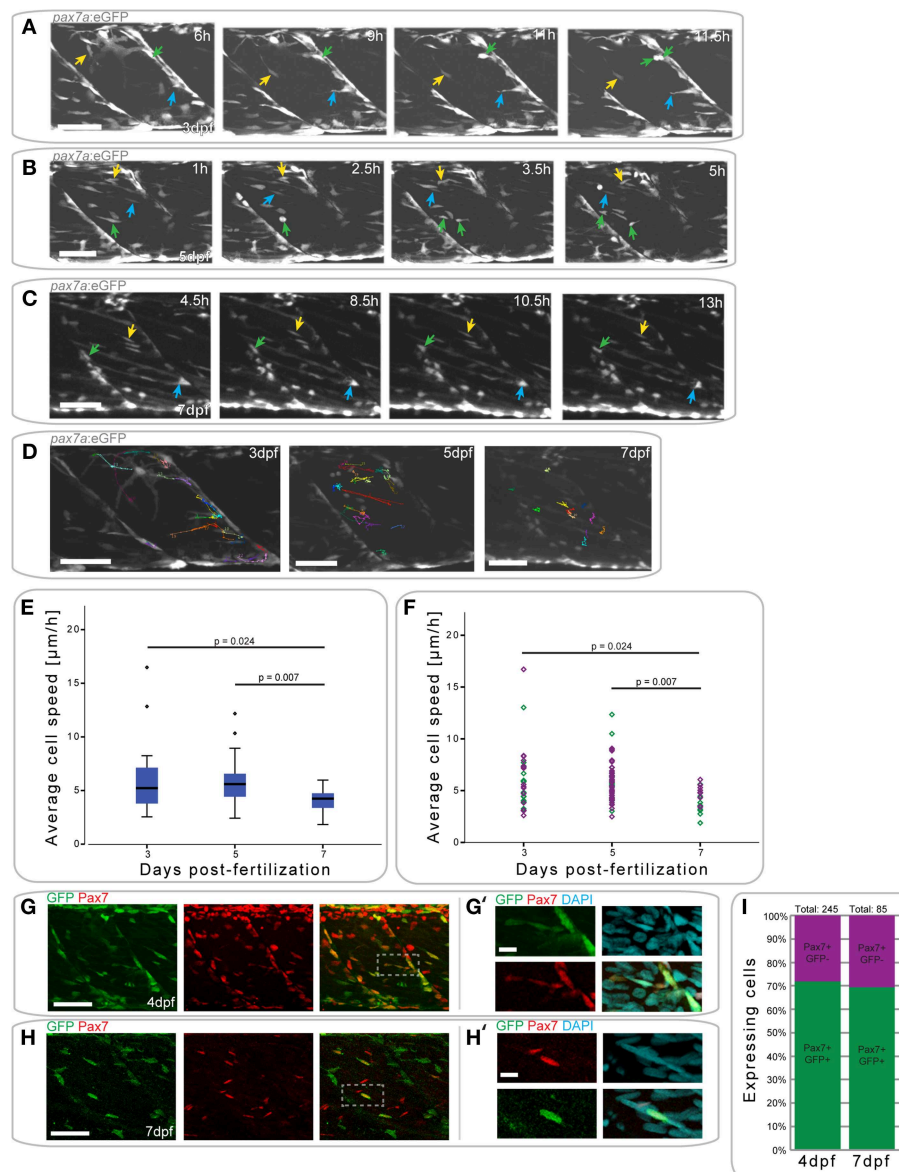 A
pax7a:eGFP
6h
9h
11h
11.5h
3dpf
B
pax7a:eGFP
1h
2.5h
3.5h
5h
5dpf
C
pax7a:eGFP
4.5h
8.5h
10.5h
13h
7dpf
D
pax7a:eGFP
3dpf
5dpf
7dpf
E
Average cell speed [µm/h]
20
15
10
5
0
p = 0.024
p = 0.007
3
5
7
Days post-fertilization
F
Average cell speed [µm/h]
20
15
10
5
0
p = 0.024
p = 0.007
3
5
7
Days post-fertilization
G
GFP Pax7
4dpf
G'
GFP Pax7 DAPI
H
GFP Pax7
7dpf
H'
GFP Pax7 DAPI
I
Total: 245
Total: 85
Expressing cells
100%
90%
80%
70%
60%
50%
40%
30%
20%
10%
0%
Pax7+
GFP-
Pax7+
GFP-
Pax7+
GFP+
Pax7+
GFP+
4dpf
7dpf